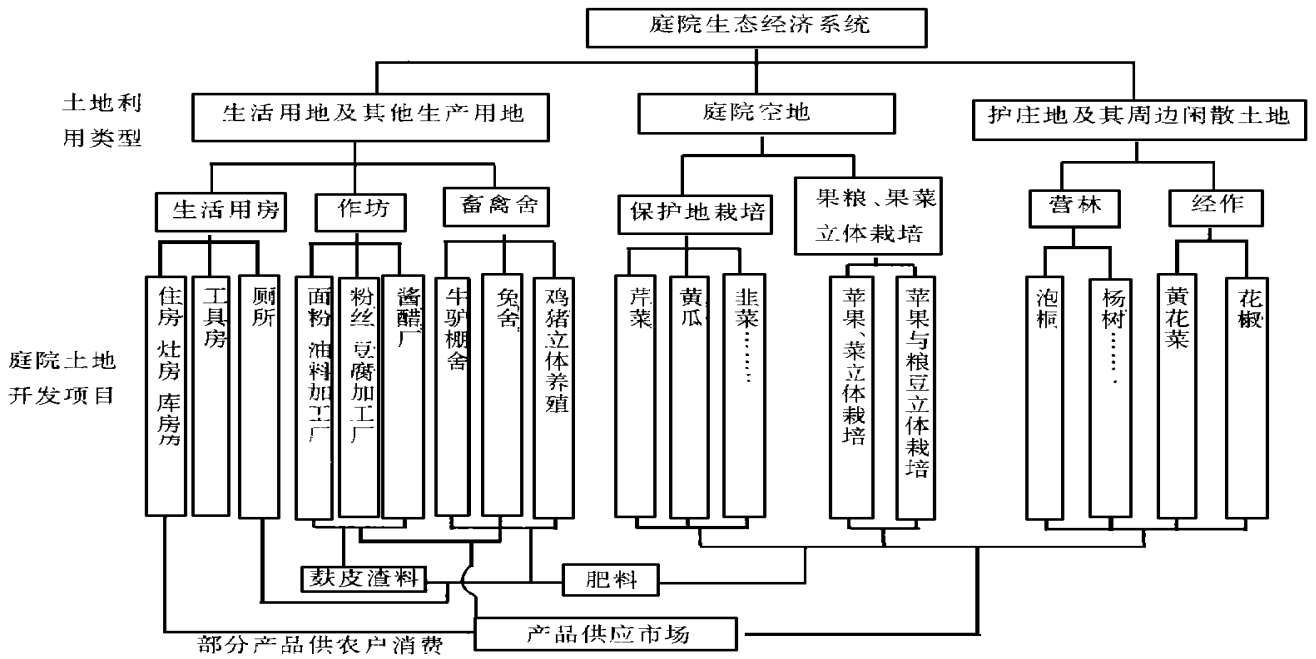 庭院生态经济系统
土地利
用类型
生活用地及其他生产用地
庭院空地
护庄地及其周边闲散土地
生活用房
作坊
畜禽舍
保护地栽培
果粮、果菜
立体栽培
营林
经作
庭院土地
开发项目
住房 灶房 库房
工具房
厕所
面粉 油料加工厂
粉丝 豆腐加工厂
酱醋厂
牛驴棚舍
兔舍
鸡猪立体养殖
芹菜
黄瓜
韭菜………
苹果、菜立体栽培
苹果与粮豆立体栽培
泡桐
杨树……
黄花菜
花椒
麸皮渣料
肥料
部分产品供农户消费
产品供应市场